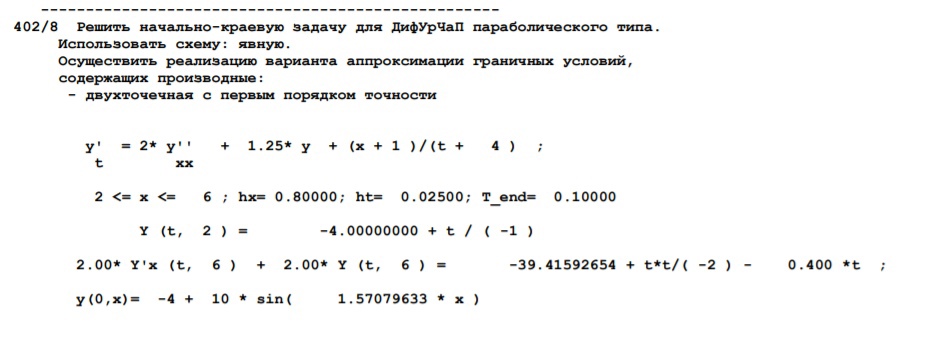 --------------------------------------------------
402/8 Решить начально-краевую задачу для ДифУрЧаП параболического типа.
Использовать схему: явную.
Осуществить реализацию варианта аппроксимации граничных условий,
содержащих производные:
- двухточечная с первым порядком точности
y' = 2* y'' + 1.25* y + (x + 1 )/(t + 4 ) ;
t xx
2 <= x <= 6 ; hx= 0.80000; ht= 0.02500; T_end= 0.10000
Y (t, 2 ) = -4.00000000 + t / ( -1 )
2.00* Y'x (t, 6 ) + 2.00* Y (t, 6 ) = -39.41592654 + t*t/( -2 ) - 0.400 *t ;
y(0,x)= -4 + 10 * sin( 1.57079633 * x )